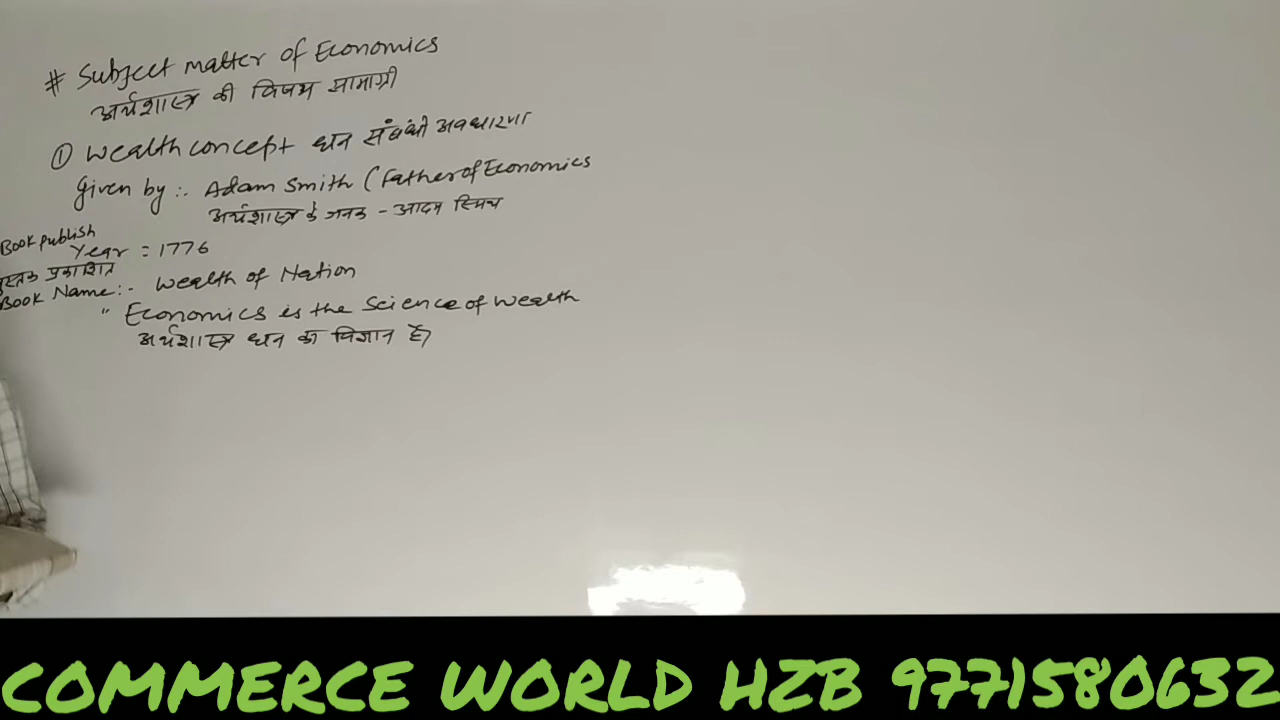 # Subject matter of Economics
अर्थशास्त्र की विषय सामाग्री
① Wealth concept धन संबंधी अवधारणा
Given by :- Adam Smith (Father of Economics
अर्थशास्त्र के जनक - आदम स्मिथ
Book publish
Year = 1776
पुस्तक प्रकाशित
Book Name :- Wealth of Nation
" Economics is the Science of Wealth
अर्थशास्त्र धन का विज्ञान है
COMMERCE WORLD HZB 9771580632